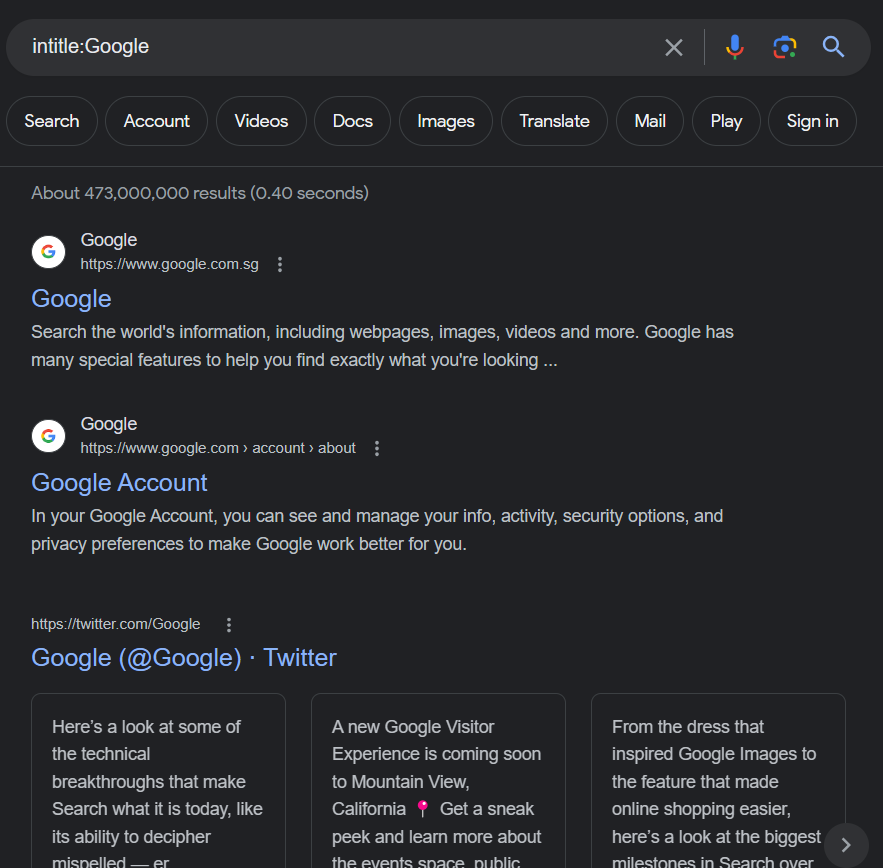 intitle:Google
Search Account Videos Docs Images Translate Mail Play Sign in
About 473,000,000 results (0.40 seconds)
Google
https://www.google.com.sg
Google
Search the world's information, including webpages, images, videos and more. Google has
many special features to help you find exactly what you're looking ...
Google
https://www.google.com › account › about
Google Account
In your Google Account, you can see and manage your info, activity, security options, and
privacy preferences to make Google work better for you.
https://twitter.com/Google
Google (@Google) · Twitter
Here’s a look at some of
the technical
breakthroughs that make
Search what it is today, like
its ability to decipher
mispelled — er
A new Google Visitor
Experience is coming soon
to Mountain View,
California 📍 Get a sneak
peek and learn more about
the events space, public
From the dress that
inspired Google Images to
the feature that made
online shopping easier,
here’s a look at the biggest
milestones in Search over